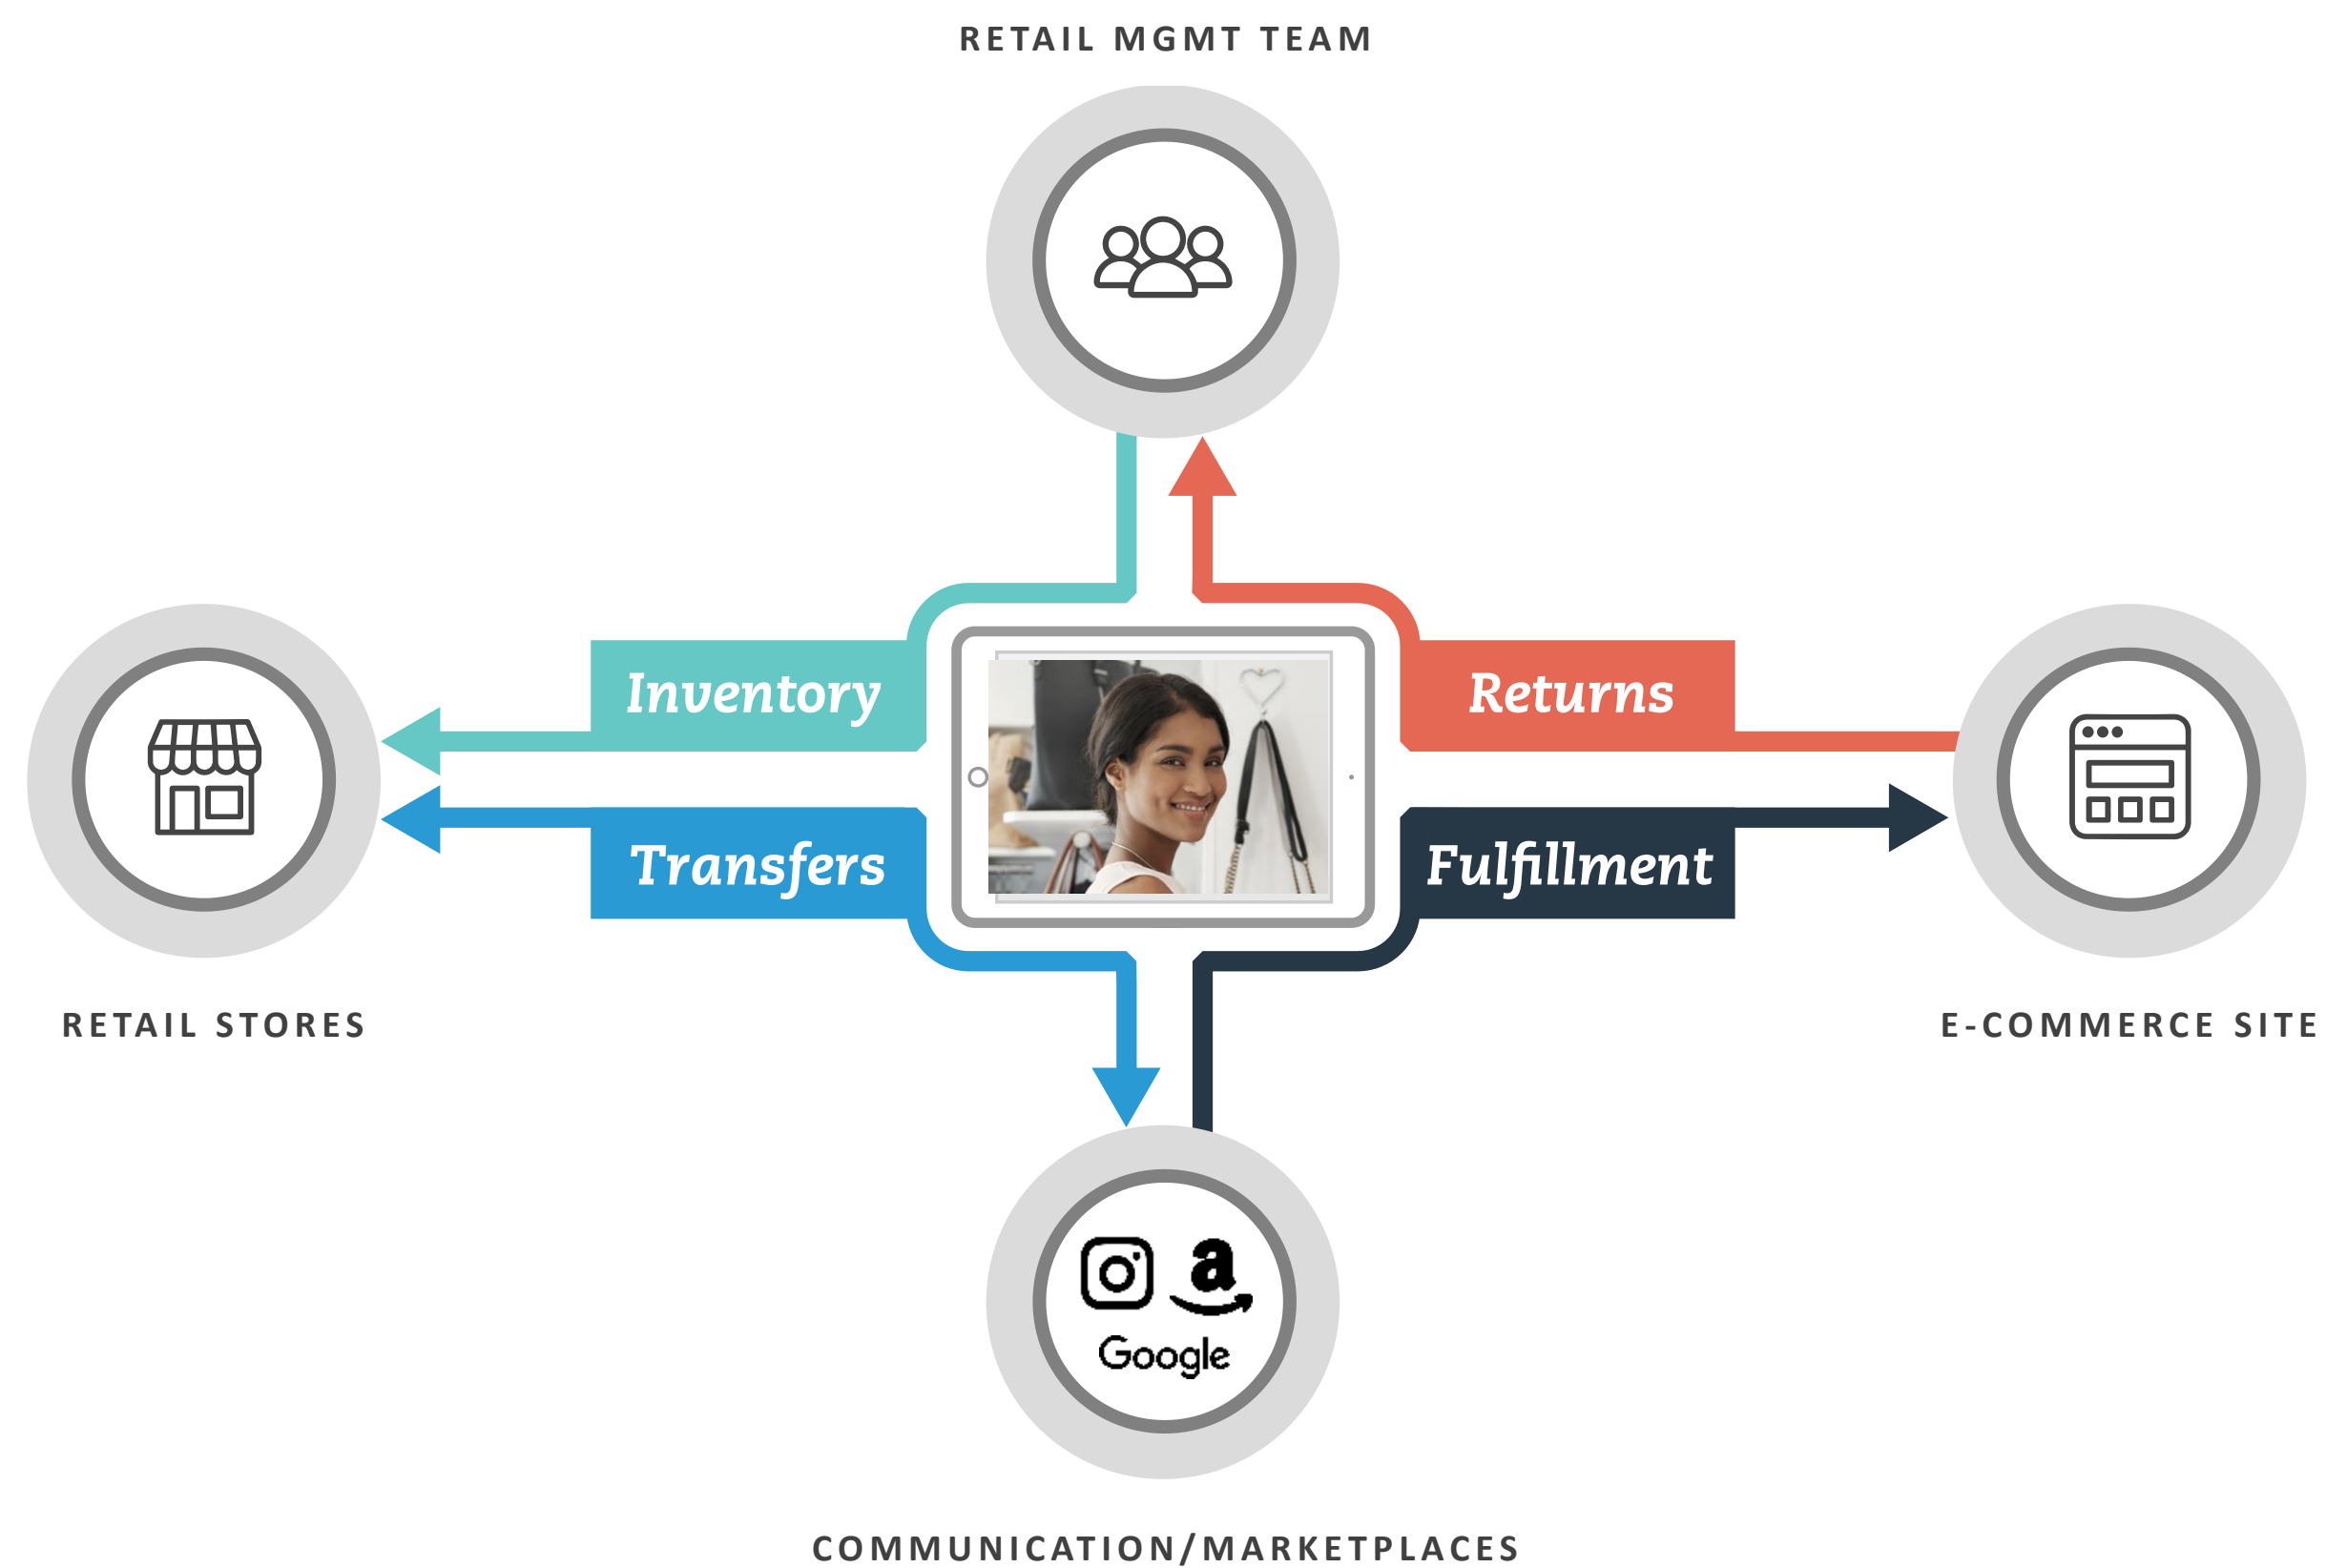 RETAIL MGMT TEAM
Inventory
Returns
Transfers
Fulfillment
RETAIL STORES
E-COMMERCE SITE
a
Google
COMMUNICATION/MARKETPLACES